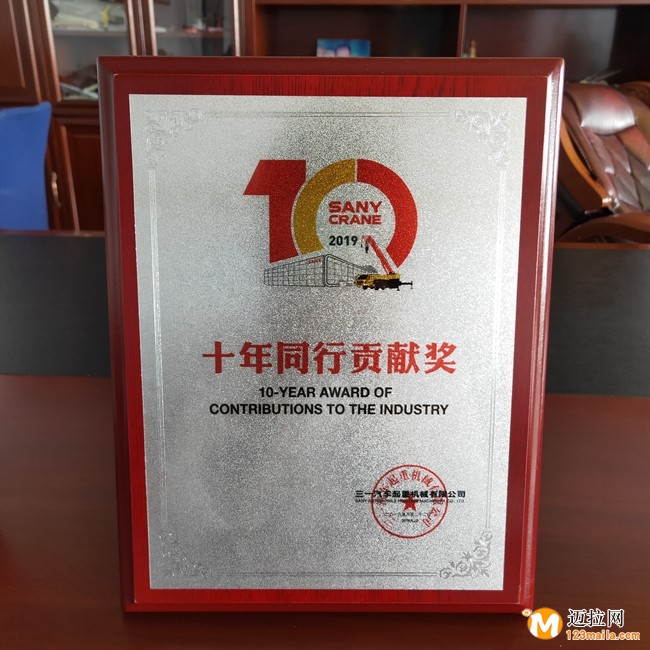 10
SANY
CRANE
2019
十年同行贡献奖
10-YEAR AWARD OF
CONTRIBUTIONS TO THE INDUSTRY
三一汽车起重机械有限公司
迈拉网
123maila.com